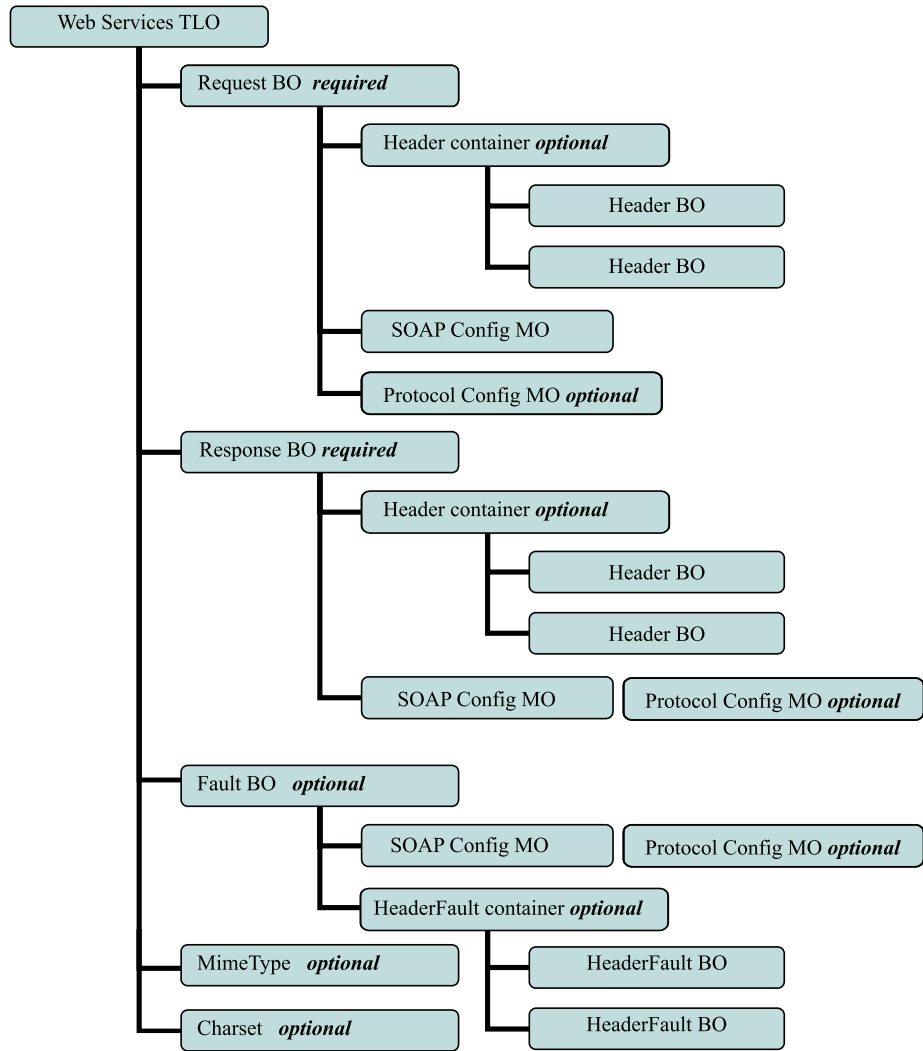 Web Services TLO
Request BO required
Header container optional
Header BO
Header BO
SOAP Config MO
Protocol Config MO optional
Response BO required
Header container optional
Header BO
Header BO
SOAP Config MO
Protocol Config MO optional
Fault BO optional
SOAP Config MO
Protocol Config MO optional
HeaderFault container optional
MimeType optional
HeaderFault BO
Charset optional
HeaderFault BO